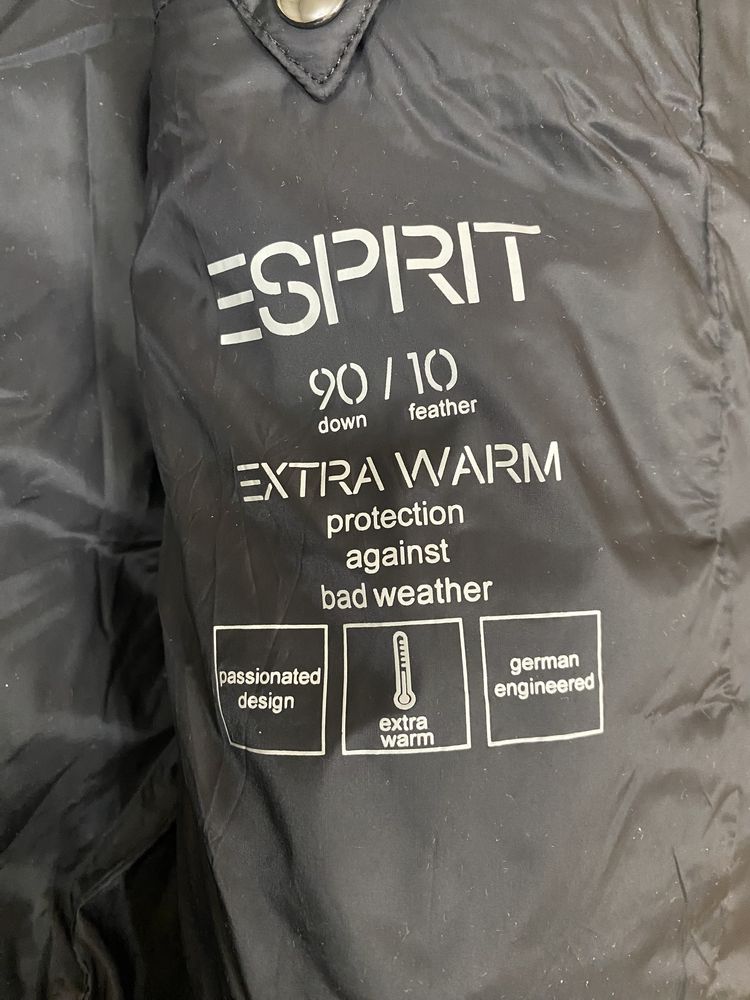 ESPRIT
90 / 10
down feather
EXTRA WARM
protection
against
bad weather
passionated
design
extra
warm
german
engineered